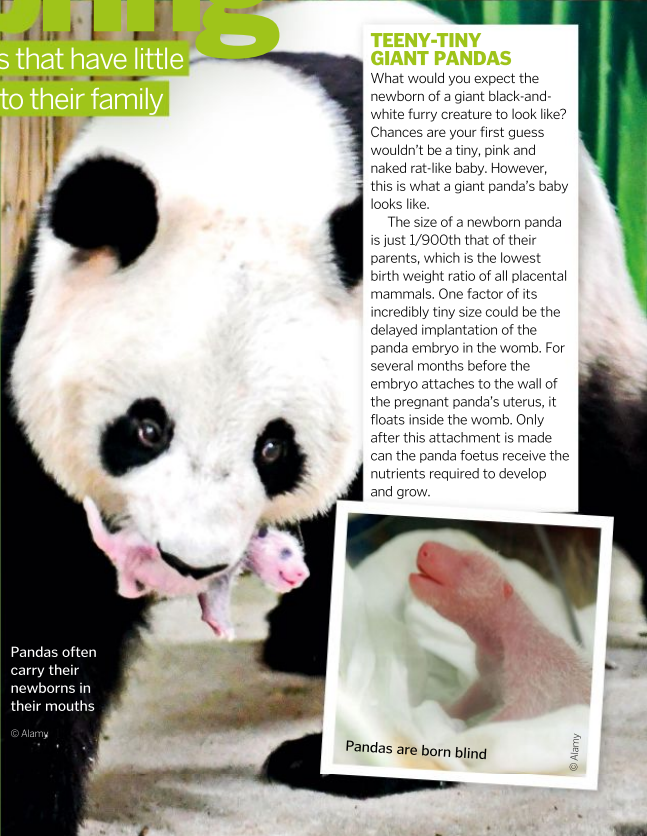 s that have little
to their family
TEENY-TINY
GIANT PANDAS
What would you expect the
newborn of a giant black-and-
white furry creature to look like?
Chances are your first guess
wouldn't be a tiny, pink and
naked rat-like baby. However,
this is what a giant panda's baby
looks like.
The size of a newborn panda
is just 1/900th that of their
parents, which is the lowest
birth weight ratio of all placental
mammals. One factor of its
incredibly tiny size could be the
delayed implantation of the
panda embryo in the womb. For
several months before the
embryo attaches to the wall of
the pregnant panda's uterus, it
floats inside the womb. Only
after this attachment is made
can the panda foetus receive the
nutrients required to develop
and grow.
Pandas often
carry their
newborns in
their mouths
© Alamy
Pandas are born blind
© Alamy